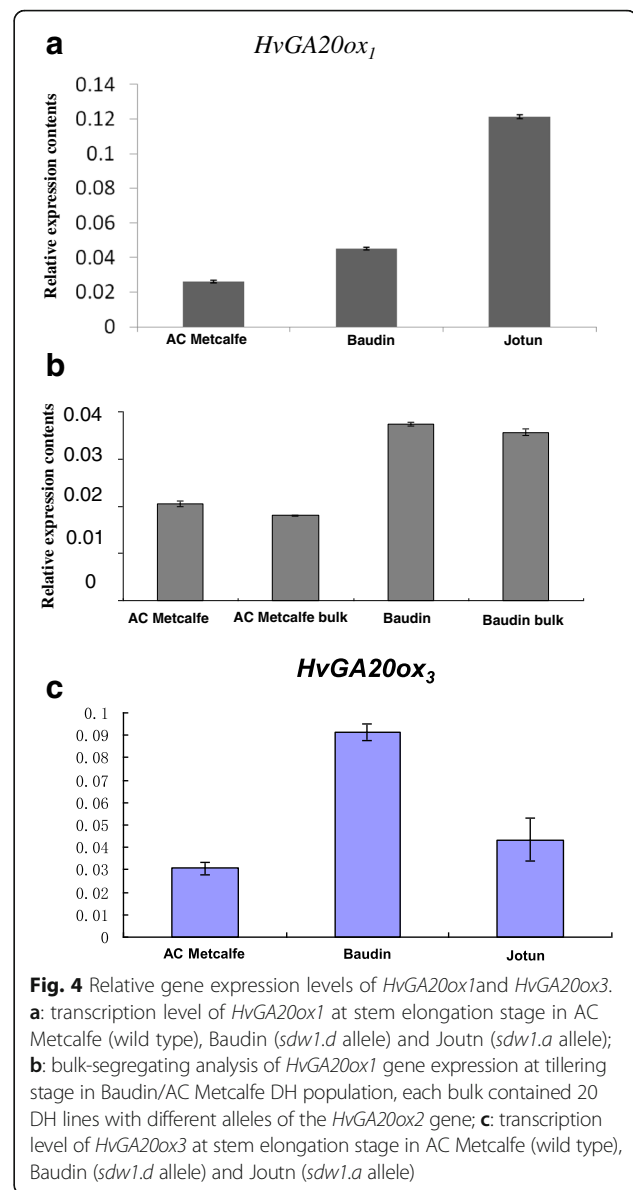 a
HvGA20ox1
Relative expression contents
0.14
0.12
0.1
0.08
0.06
0.04
0.02
0
AC Metcalfe Baudin Jotun
b
Relative expression contents
0.04
0.03
0.02
0.01
0
AC Metcalfe AC Metcalfe bulk Baudin Baudin bulk
HvGA20ox3
c
0.1
0.09
0.08
0.07
0.06
0.05
0.04
0.03
0.02
0.01
0
AC Metcalfe Baudin Jotun
Fig. 4 Relative gene expression levels of HvGA20ox1and HvGA20ox3.
a: transcription level of HvGA20ox1 at stem elongation stage in AC
Metcalfe (wild type), Baudin (sdw1.d allele) and Joutn (sdw1.a allele);
b: bulk-segregating analysis of HvGA20ox1 gene expression at tillering
stage in Baudin/AC Metcalfe DH population, each bulk contained 20
DH lines with different alleles of the HvGA20ox2 gene; c: transcription
level of HvGA20ox3 at stem elongation stage in AC Metcalfe (wild type),
Baudin (sdw1.d allele) and Joutn (sdw1.a allele)